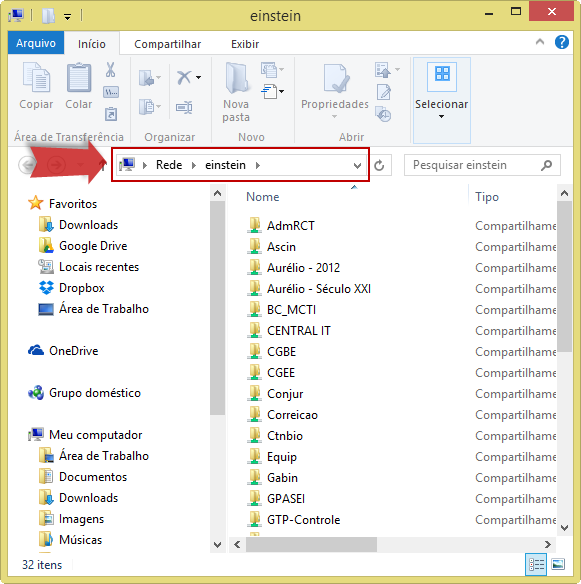 einstein
Arquivo Início Compartilhar Exibir
Copiar Colar Nova pasta Propriedades Selecionar
Área de Transferência Organizar Novo Abrir
Rede einstein Pesquisar einstein
Nome Tipo
Favoritos
Downloads
Google Drive
Locais recentes
Dropbox
Área de Trabalho
OneDrive
Grupo doméstico
Meu computador
Área de Trabalho
Documentos
Downloads
Imagens
Músicas
AdmRCT Compartilhame
Ascin Compartilhame
Aurélio - 2012 Compartilhame
Aurélio - Século XXI Compartilhame
BC_MCTI Compartilhame
CENTRAL IT Compartilhame
CGBE Compartilhame
CGEE Compartilhame
Conjur Compartilhame
Correicao Compartilhame
Ctnbio Compartilhame
Equip Compartilhame
Gabin Compartilhame
GPASEI Compartilhame
GTP-Controle Compartilhame
32 itens